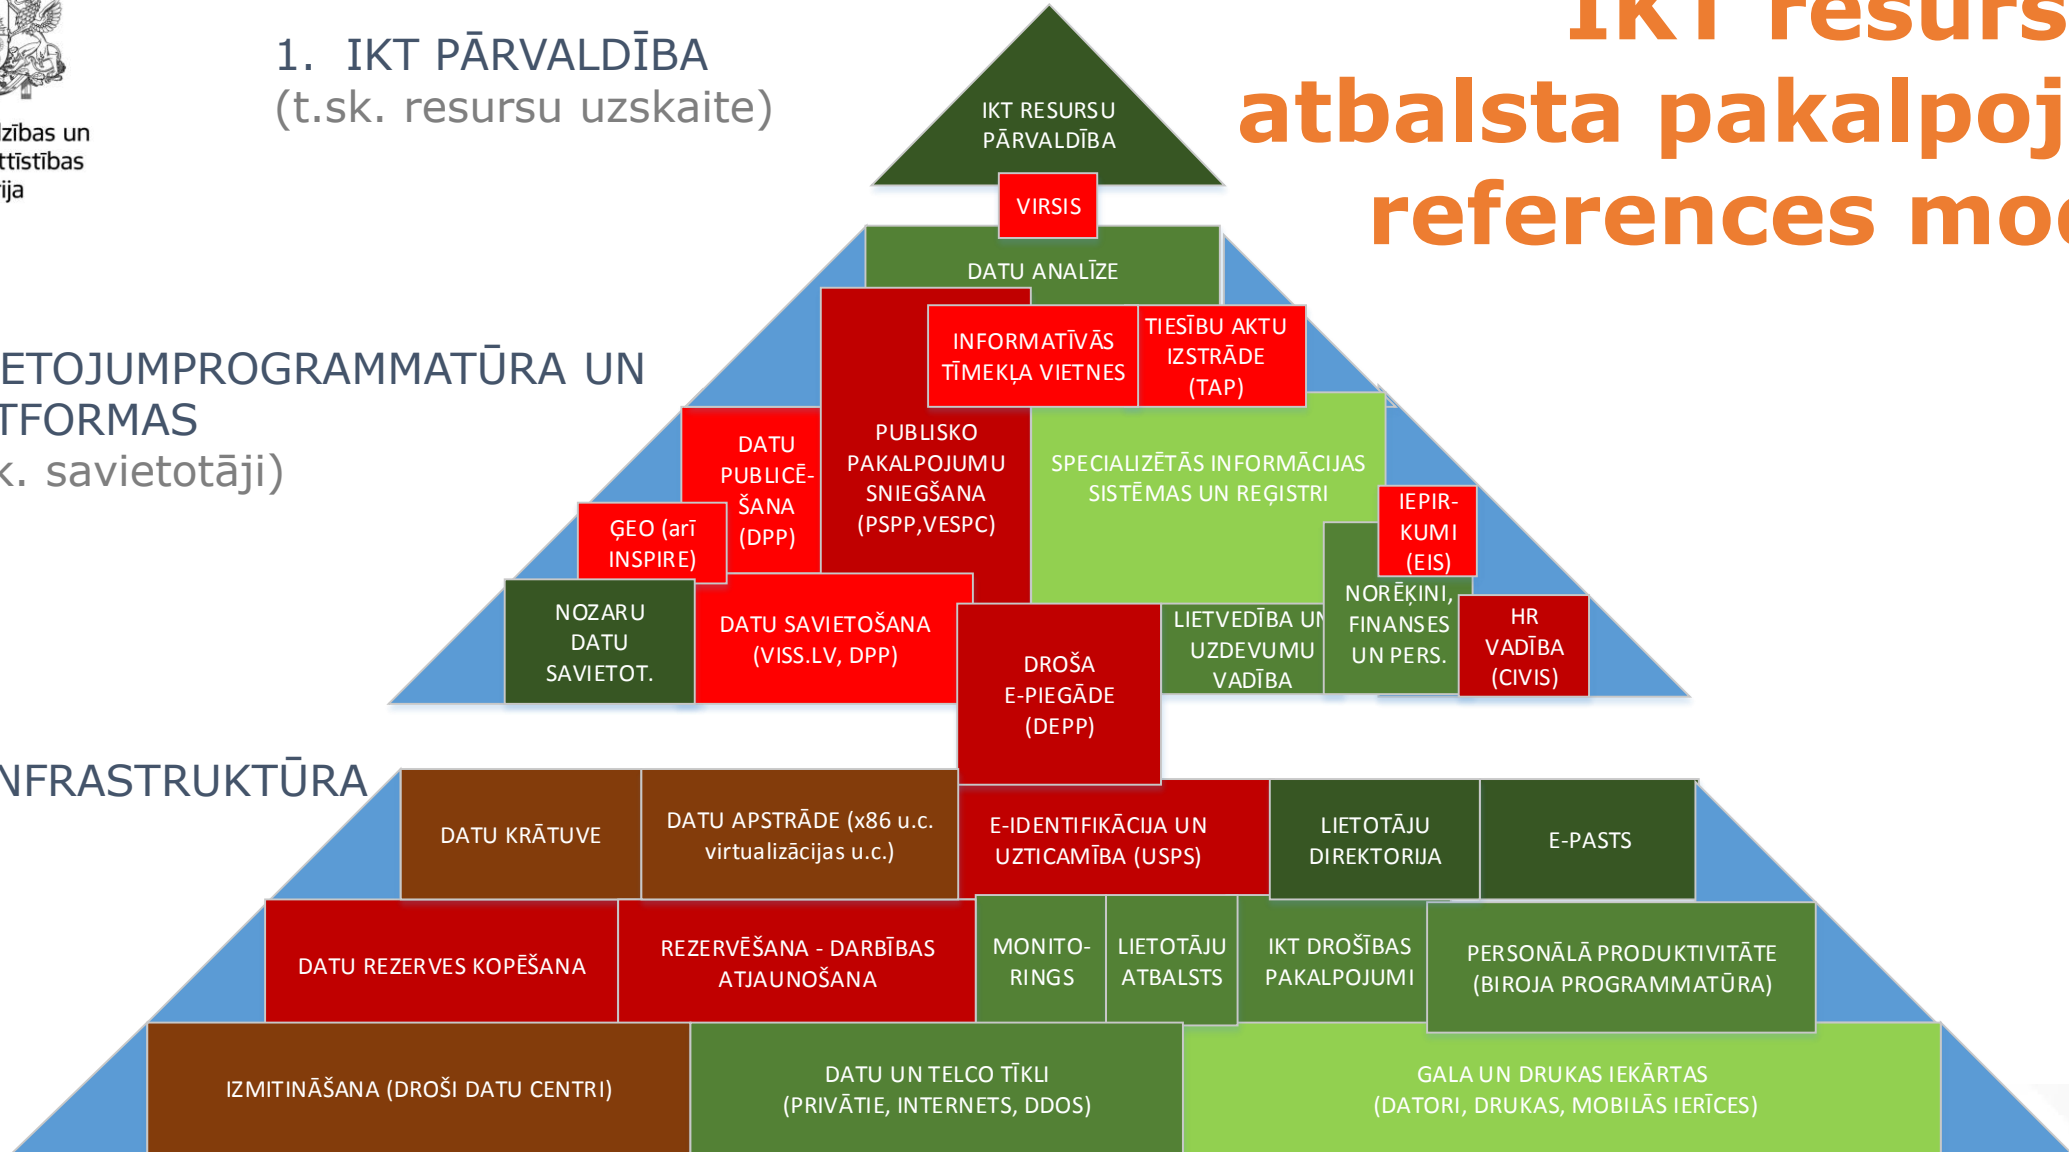 1. IKT PĀRVALDĪBA
(t.sk. resursu uzskaite)
atbalsta
references
IKT RESURSU
PĀRVALDĪBA
VIRSIS
DATU ANALĪZE
INFORMATĪVĀS
TĪMEKĻA VIETNES
TIESĪBU AKTU
IZSTRĀDE
(TAP)
UN
savietotāji)
DATU
PUBLICĒ-
ŠANA
(DPP)
PUBLISKO
PAKALPOJUMU
SNIEGŠANA
(PSPP,VESPC)
SPECIALIZĒTĀS INFORMĀCIJAS
SISTĒMAS UN REĢISTRI
IEPIR-
KUMI
(EIS)
ĢEO (arī
INSPIRE)
NOZARU
DATU
SAVIETOT.
DATU SAVIETOŠANA
(VISS.LV, DPP)
DROŠA
E-PIEGĀDE
(DEPP)
LIETVEDĪBA UN
UZDEVUMU
VADĪBA
NORĒĶINI,
FINANSES
UN PERS.
HR
VADĪBA
(CIVIS)
NFRASTRUKTŪRA
DATU KRĀTUVE
DATU APSTRĀDE (x86 u.c.
virtualizācijas u.c.)
E-IDENTIFIKĀCIJA UN
UZTICAMĪBA (USPS)
LIETOTĀJU
DIREKTORIJA
E-PASTS
DATU REZERVES KOPĒŠANA
REZERVĒŠANA - DARBĪBAS
ATJAUNOŠANA
MONITO-
RINGS
LIETOTĀJU
ATBALSTS
IKT DROŠĪBAS
PAKALPOJUMI
PERSONĀLĀ PRODUKTIVITĀTE
(BIROJA PROGRAMMATŪRA)
IZMITINĀŠANA (DROŠI DATU CENTRI)
DATU UN TELCO TĪKLI
(PRIVĀTIE, INTERNETS, DDOS)
GALA UN DRUKAS IEKĀRTAS
(DATORI, DRUKAS, MOBILĀS IERĪCES)